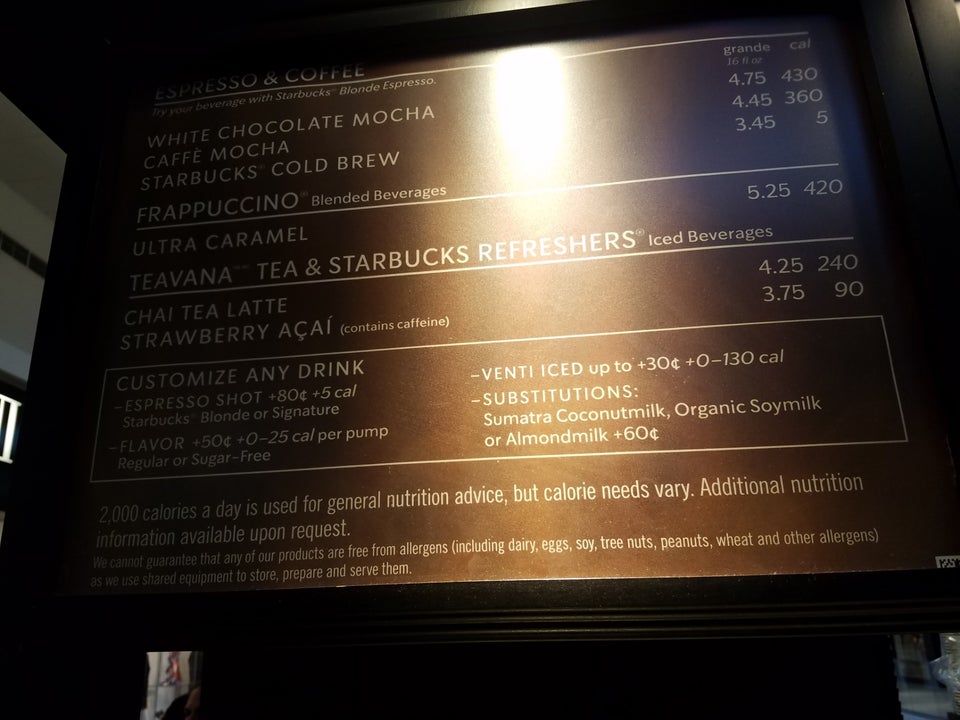 ESPRESSO & COFFEE grande cal
Try your beverage with Starbucks® Blonde Espresso. 16 fl oz
WHITE CHOCOLATE MOCHA 4.75 430
CAFFÈ MOCHA 4.45 360
STARBUCKS® COLD BREW 3.45 5
FRAPPUCCINO® Blended Beverages
ULTRA CARAMEL 5.25 420
TEAVANA™ TEA & STARBUCKS REFRESHERS® Iced Beverages
CHAI TEA LATTE 4.25 240
STRAWBERRY AÇAÍ (contains caffeine) 3.75 90
CUSTOMIZE ANY DRINK
–ESPRESSO SHOT +80¢ +5 cal
Starbucks® Blonde or Signature
–FLAVOR +50¢ +0–25 cal per pump
Regular or Sugar-Free
–VENTI ICED up to +30¢ +0–130 cal
–SUBSTITUTIONS:
Sumatra Coconutmilk, Organic Soymilk
or Almondmilk +60¢
2,000 calories a day is used for general nutrition advice, but calorie needs vary. Additional nutrition
information available upon request.
We cannot guarantee that any of our products are free from allergens (including dairy, eggs, soy, tree nuts, peanuts, wheat and other allergens)
as we use shared equipment to store, prepare and serve them.